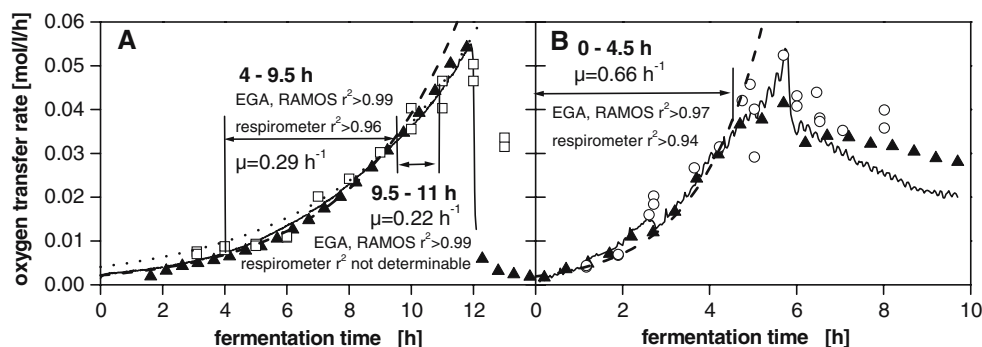 oxygen transfer rate [mol/l/h]
0.06
0.05
0.04
0.03
0.02
0.01
0.00
A
4 - 9.5 h
EGA, RAMOS r²>0.99
respirometer r²>0.96
μ=0.29 h⁻¹
9.5 - 11 h
μ=0.22 h⁻¹
EGA, RAMOS r²>0.99
respirometer r² not determinable
0 2 4 6 8 10 12
fermentation time [h]
B
0 - 4.5 h
μ=0.66 h⁻¹
EGA, RAMOS r²>0.97
respirometer r²>0.94
0 2 4 6 8 10
fermentation time [h]